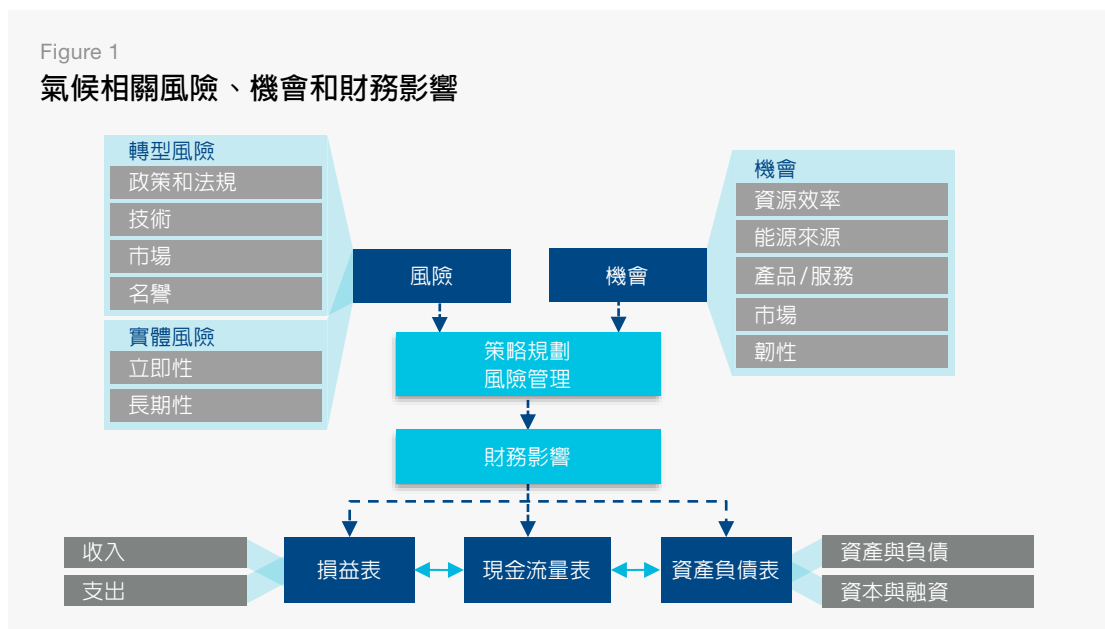 Figure 1
氣候相關風險、機會和財務影響
轉型風險
政策和法規
技術
市場
名譽
實體風險
立即性
長期性
風險
機會
機會
資源效率
能源來源
產品/服務
市場
韌性
策略規劃
風險管理
財務影響
收入
支出
損益表
現金流量表
資產負債表
資產與負債
資本與融資